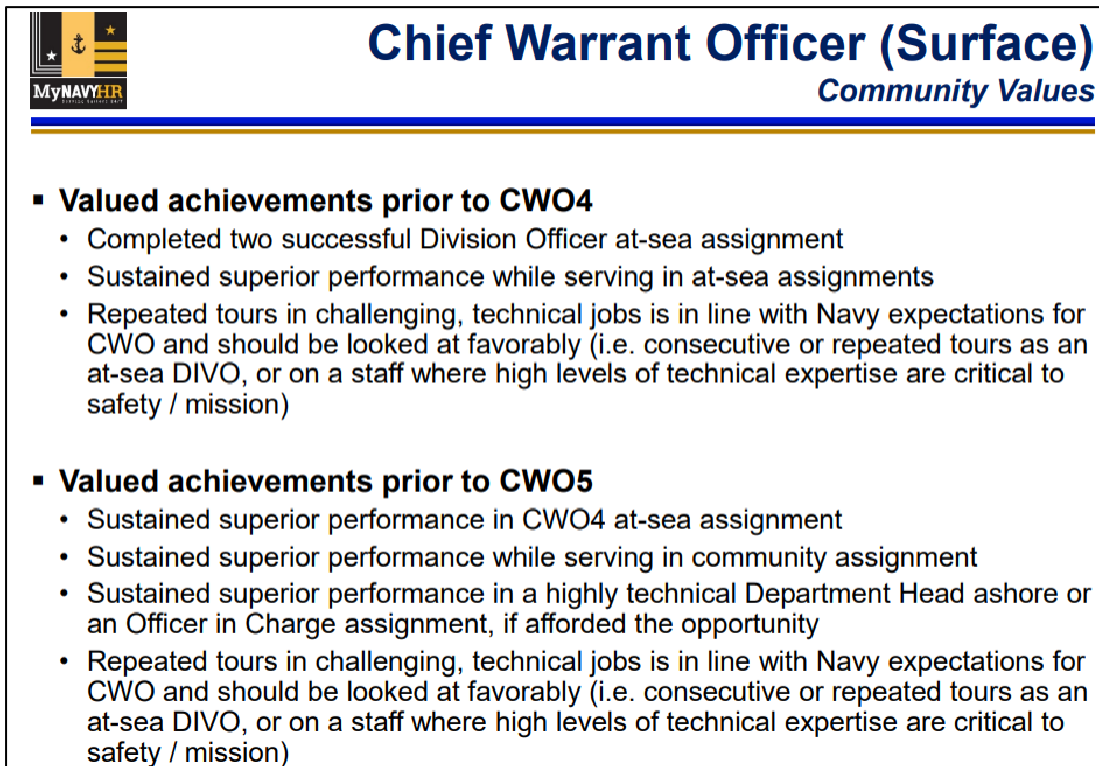 Chief Warrant Officer (Surface)
Community Values
MyNAVYHR
▪ Valued achievements prior to CWO4
• Completed two successful Division Officer at-sea assignment
• Sustained superior performance while serving in at-sea assignments
• Repeated tours in challenging, technical jobs is in line with Navy expectations for
CWO and should be looked at favorably (i.e. consecutive or repeated tours as an
at-sea DIVO, or on a staff where high levels of technical expertise are critical to
safety / mission)
▪ Valued achievements prior to CWO5
• Sustained superior performance in CWO4 at-sea assignment
• Sustained superior performance while serving in community assignment
• Sustained superior performance in a highly technical Department Head ashore or
an Officer in Charge assignment, if afforded the opportunity
• Repeated tours in challenging, technical jobs is in line with Navy expectations for
CWO and should be looked at favorably (i.e. consecutive or repeated tours as an
at-sea DIVO, or on a staff where high levels of technical expertise are critical to
safety / mission)